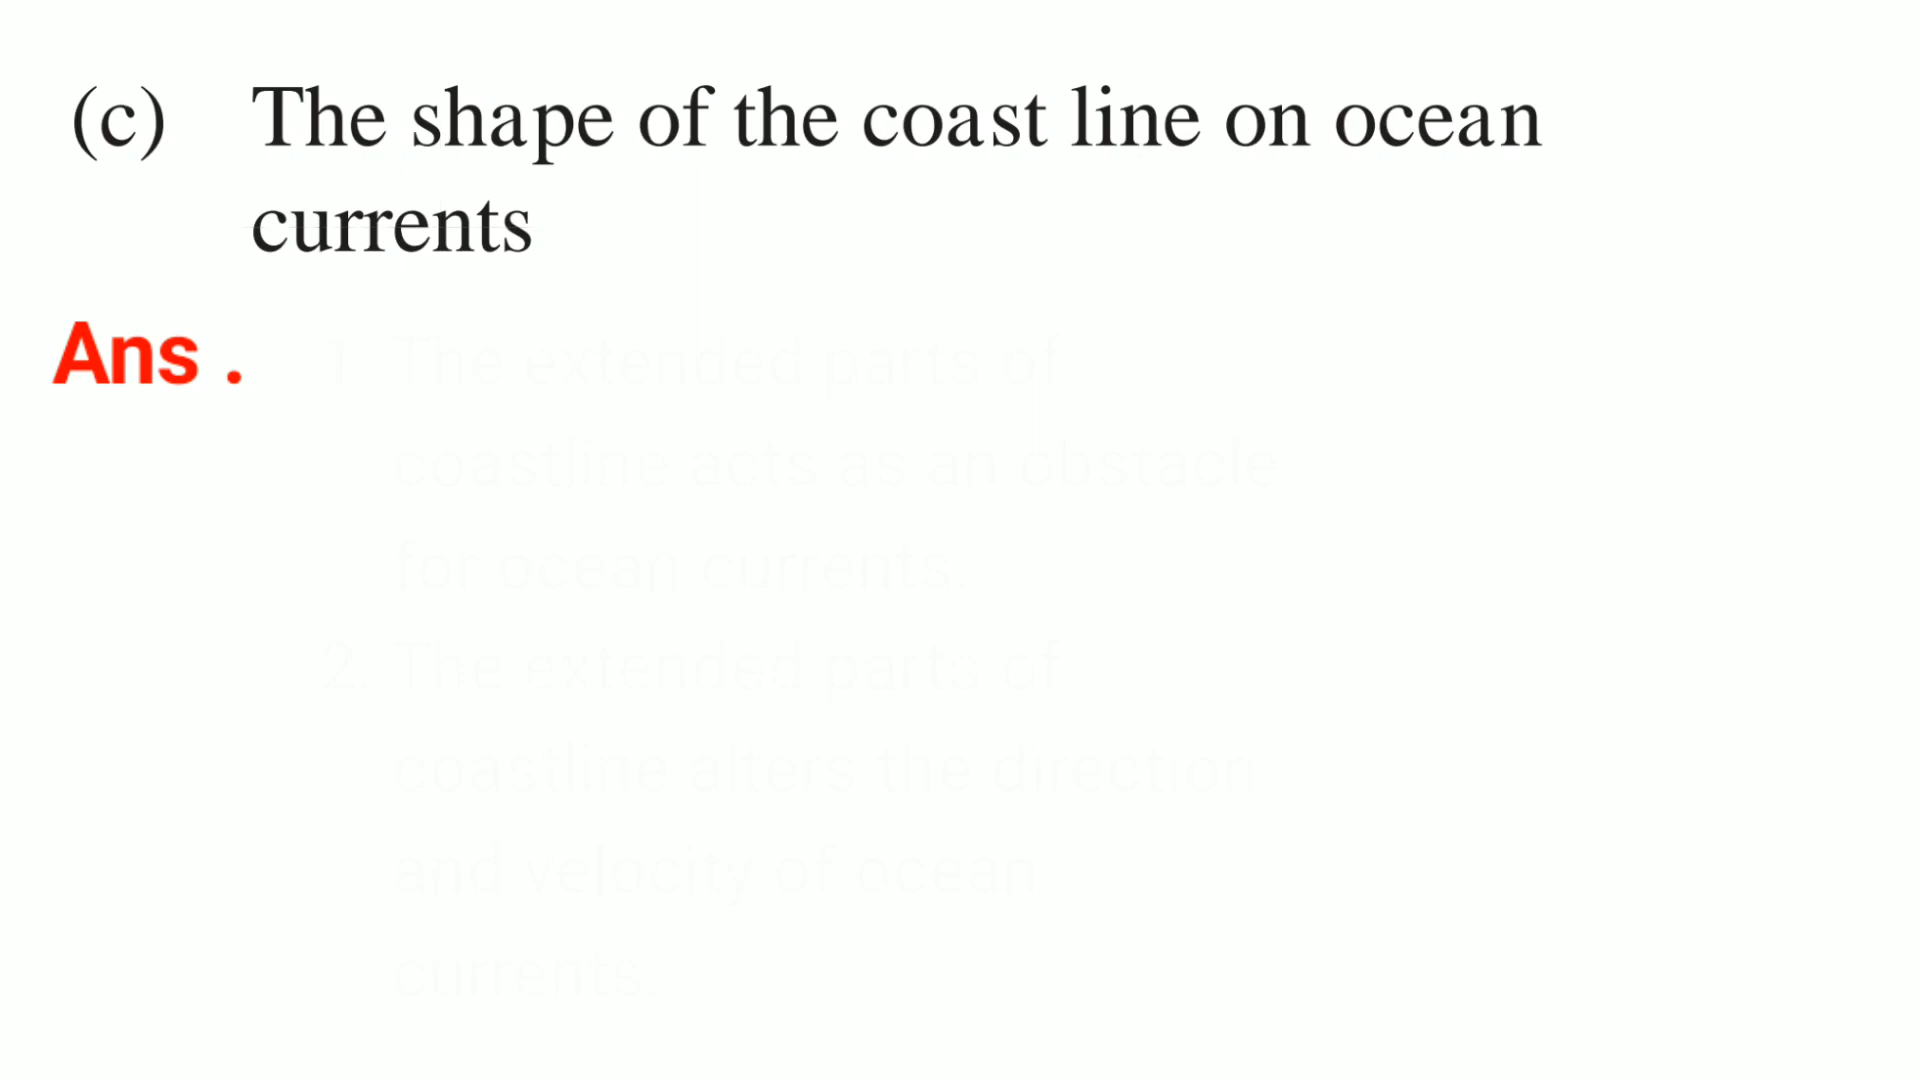 (c) The shape of the coast line on ocean
currents
Ans . 1. The extended parts of
coastline acts as an obstacle
for ocean currents.
2. The extended parts of
coastline alters the direction
and velocity of ocean
currents.